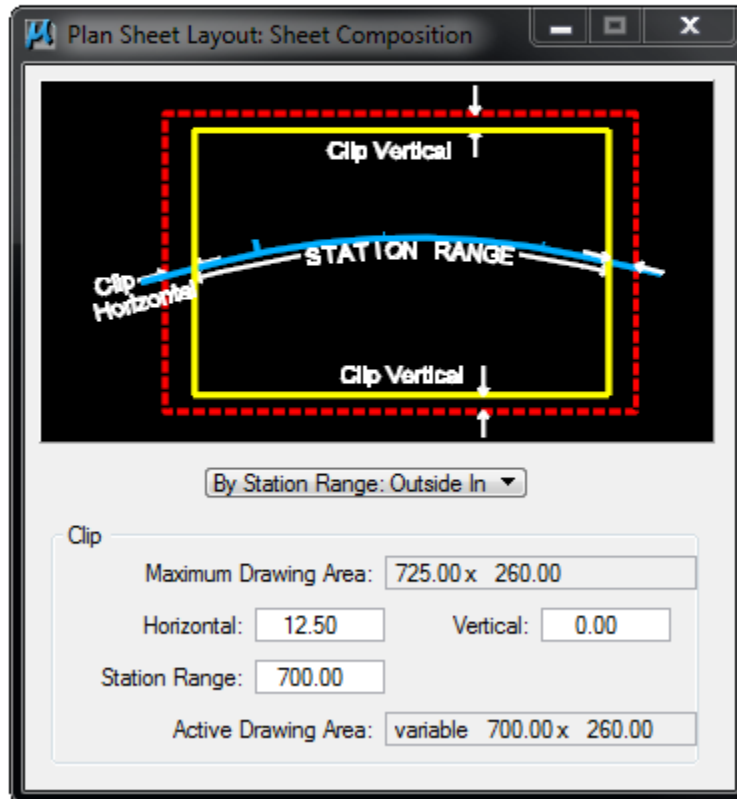 Plan Sheet Layout: Sheet Composition
Clip Vertical
STATION RANGE
Clip
Horizontal
Clip Vertical
By Station Range: Outside In
Clip
Maximum Drawing Area: 725.00 x 260.00
Horizontal: 12.50 Vertical: 0.00
Station Range: 700.00
Active Drawing Area: variable 700.00 x 260.00